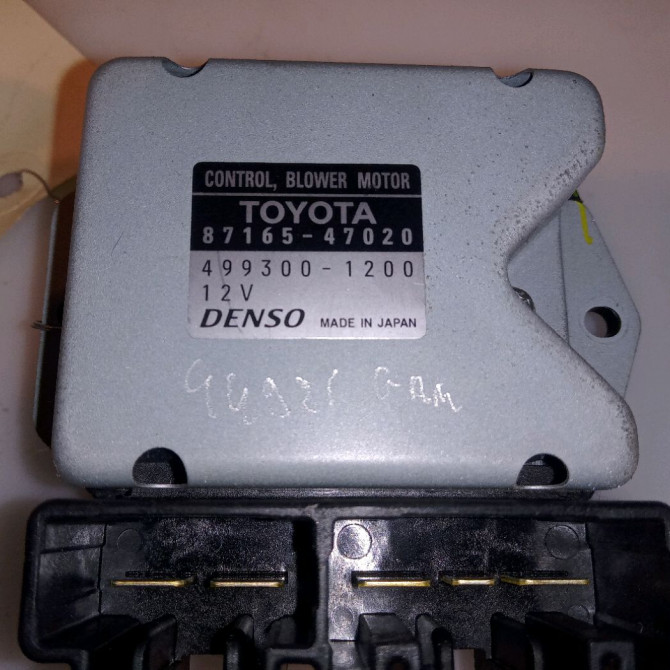 CONTROL, BLOWER MOTOR
TOYOTA
87165-47020
499300-1200
12V
DENSO MADE IN JAPAN